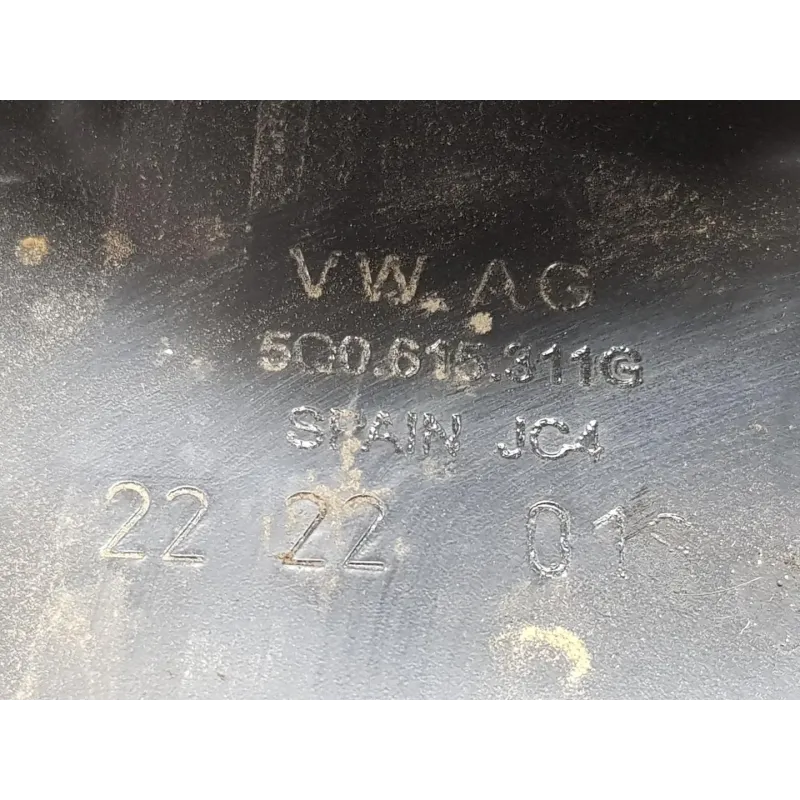 VW AG
5Q0.615.311G
SPAIN JC4
22 22 01